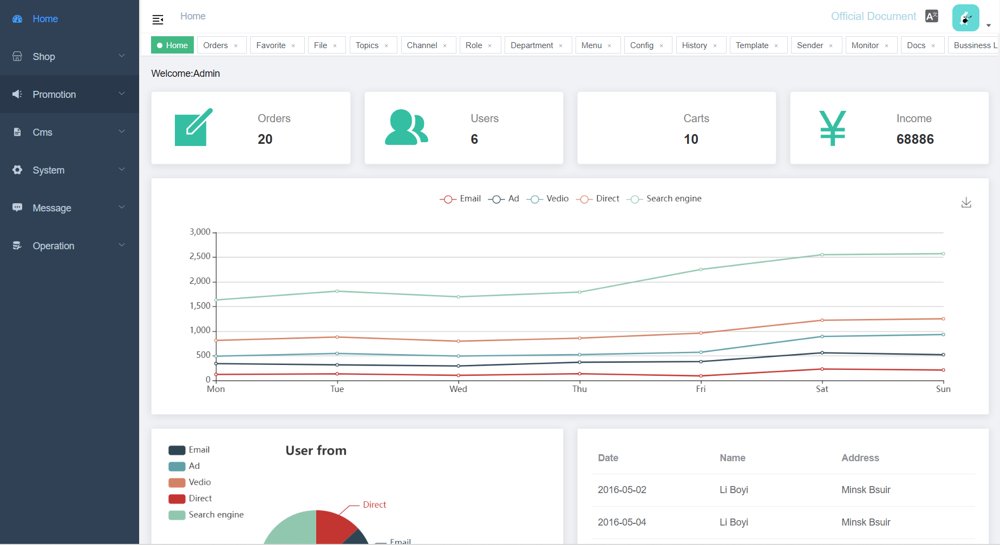 Home
Shop
Promotion
Cms
System
Message
Operation
Home
Official Document
Home
Orders ×
Favorite ×
File ×
Topics ×
Channel ×
Role ×
Department ×
Menu ×
Config ×
History ×
Template ×
Sender ×
Monitor ×
Docs ×
Bussiness L
Welcome:Admin
Orders
20
Users
6
Carts
10
¥
Income
68886
Email
Ad
Vedio
Direct
Search engine
3,000
2,500
2,000
1,500
1,000
500
0
Mon Tue Wed Thu Fri Sat Sun
User from
Email
Ad
Vedio
Direct
Search engine
Direct
Email
Date Name Address
2016-05-02 Li Boyi Minsk Bsuir
2016-05-04 Li Boyi Minsk Bsuir